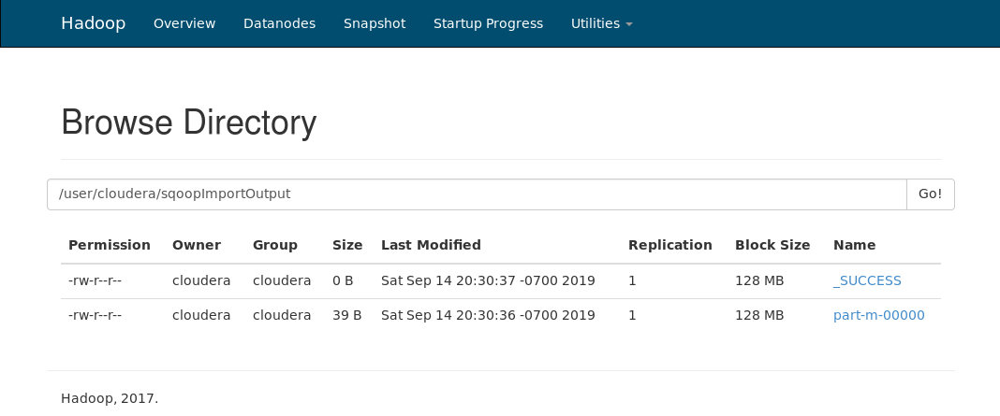 Hadoop Overview Datanodes Snapshot Startup Progress Utilities
Browse Directory
/user/cloudera/sqoopImportOutput Go!
Permission Owner Group Size Last Modified Replication Block Size Name
-rw-r--r-- cloudera cloudera 0 B Sat Sep 14 20:30:37 -0700 2019 1 128 MB _SUCCESS
-rw-r--r-- cloudera cloudera 39 B Sat Sep 14 20:30:36 -0700 2019 1 128 MB part-m-00000
Hadoop, 2017.